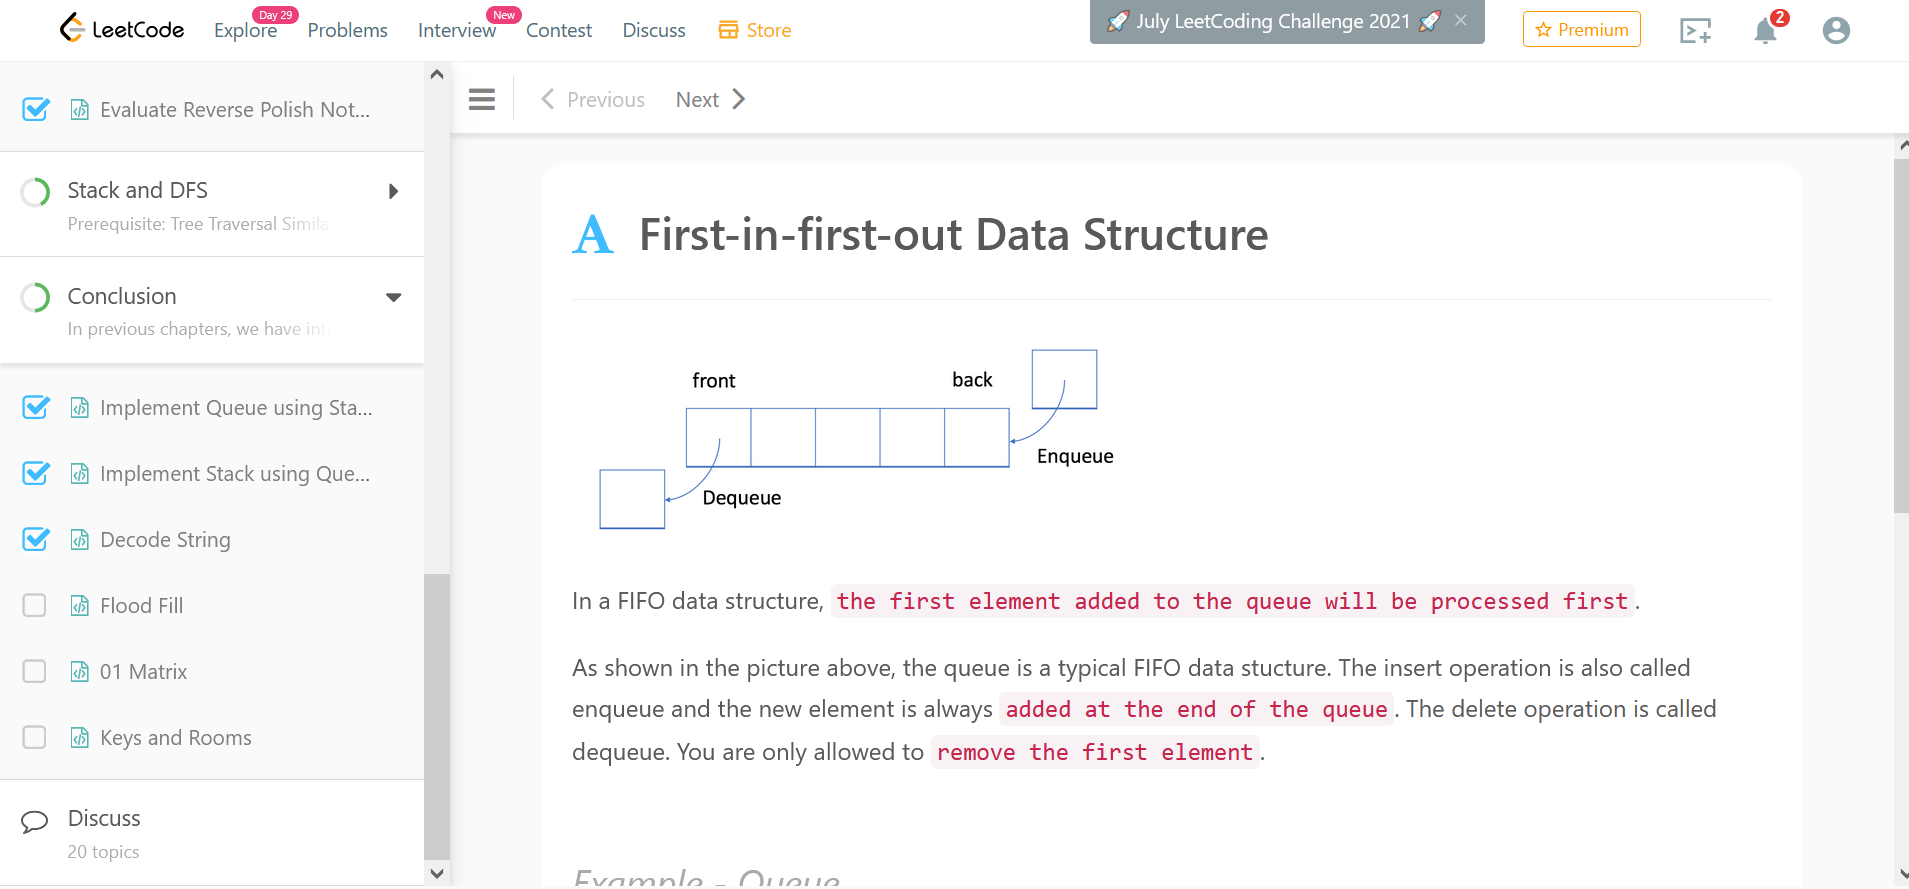 LeetCode
Explore
Day 29
Problems
Interview
New
Contest
Discuss
Store
🚀 July LeetCoding Challenge 2021 🚀 ×
Premium
2
Evaluate Reverse Polish Not...
Stack and DFS
Prerequisite: Tree Traversal Simila
Conclusion
In previous chapters, we have intr
Implement Queue using Sta...
Implement Stack using Que...
Decode String
Flood Fill
01 Matrix
Keys and Rooms
Discuss
20 topics
Previous
Next
A First-in-first-out Data Structure
front
back
Enqueue
Dequeue
In a FIFO data structure, the first element added to the queue will be processed first.
As shown in the picture above, the queue is a typical FIFO data stucture. The insert operation is also called
enqueue and the new element is always added at the end of the queue. The delete operation is called
dequeue. You are only allowed to remove the first element.
Example - Queue